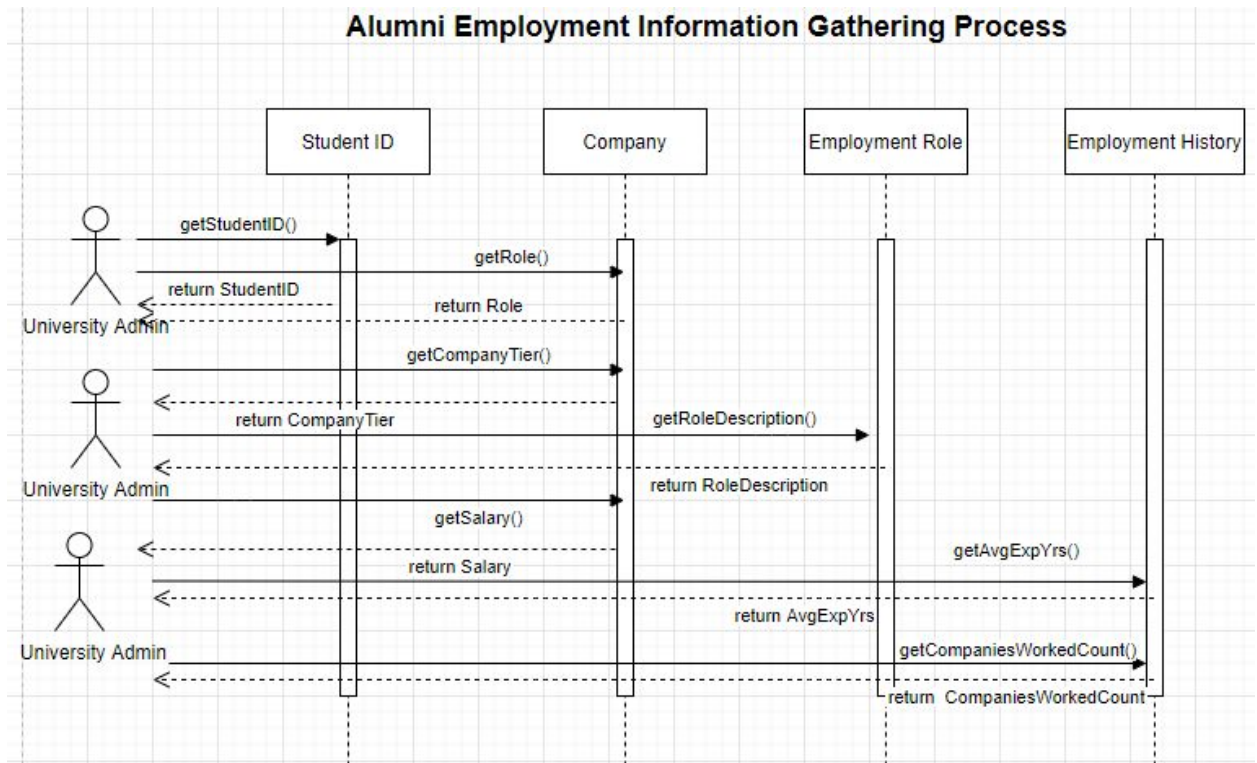 Alumni Employment Information Gathering Process
Student ID
Company
Employment Role
Employment History
getStudentID()
getRole()
return StudentID
return Role
University Admin
getCompanyTier()
return CompanyTier
getRoleDescription()
return RoleDescription
University Admin
getSalary()
return Salary
getAvgExpYrs()
return AvgExpYrs
University Admin
getCompaniesWorkedCount()
return CompaniesWorkedCount